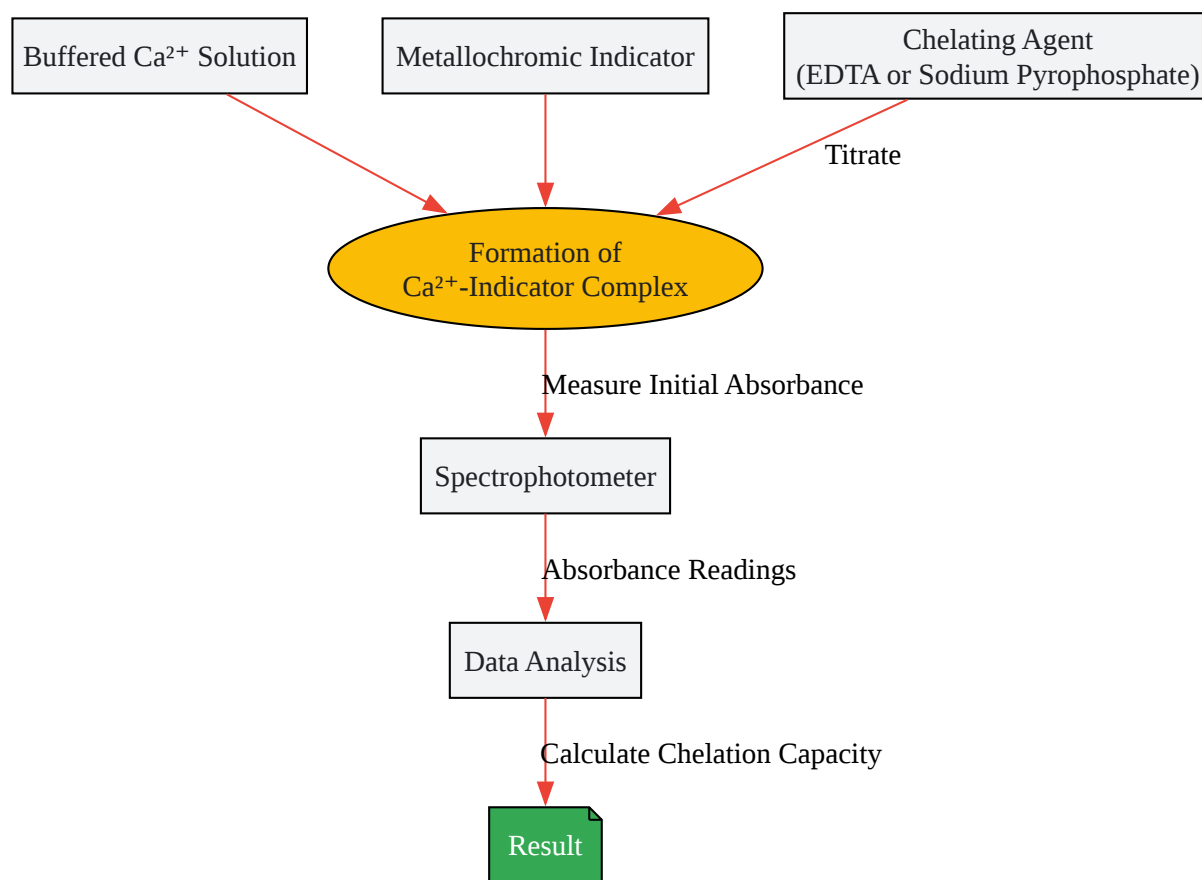 Buffered Ca²⁺ Solution
Metallochromic Indicator
Chelating Agent
(EDTA or Sodium Pyrophosphate)
Titrate
Formation of
Ca²⁺-Indicator Complex
Measure Initial Absorbance
Spectrophotometer
Absorbance Readings
Data Analysis
Calculate Chelation Capacity
Result